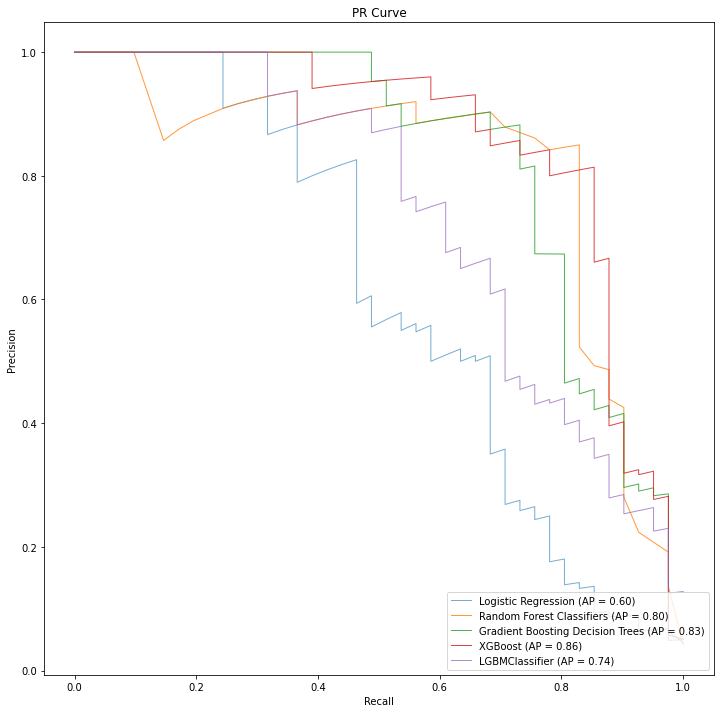 PR Curve
1.0
0.8
0.6
0.4
0.2
0.0
Precision
Logistic Regression (AP = 0.60)
Random Forest Classifiers (AP = 0.80)
Gradient Boosting Decision Trees (AP = 0.83)
XGBoost (AP = 0.86)
LGBMClassifier (AP = 0.74)
0.0 0.2 0.4 0.6 0.8 1.0
Recall